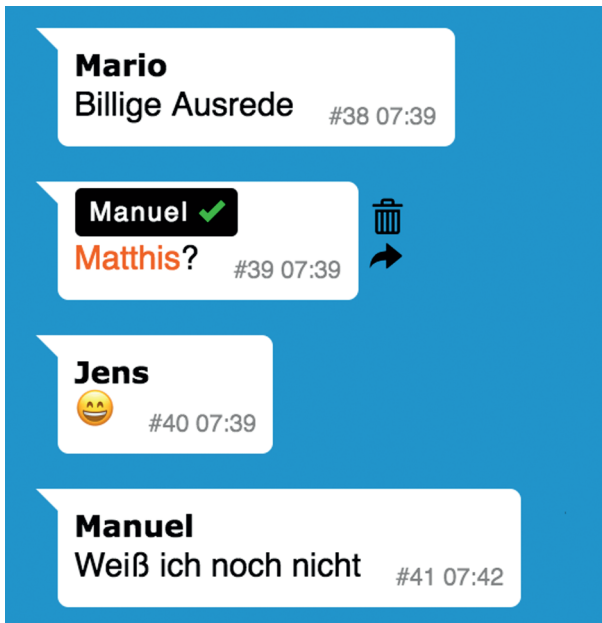 Mario
Billige Ausrede #38 07:39
Manuel ✔
Matthis? #39 07:39
Jens
😄 #40 07:39
Manuel
Weiß ich noch nicht #41 07:42